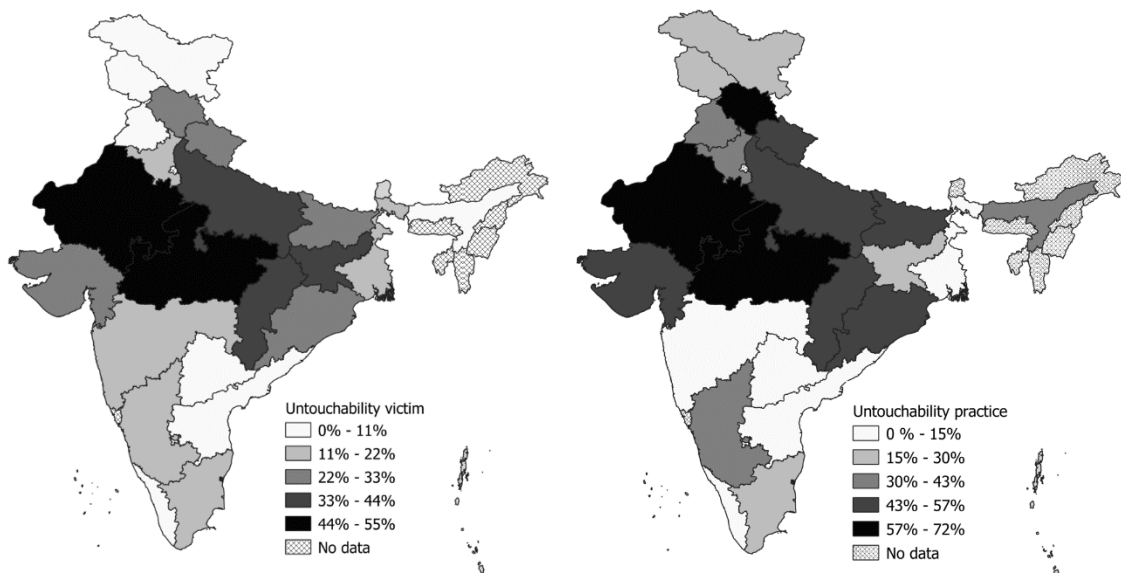 Untouchability victim
0% - 11%
11% - 22%
22% - 33%
33% - 44%
44% - 55%
No data
Untouchability practice
0 % - 15%
15% - 30%
30% - 43%
43% - 57%
57% - 72%
No data